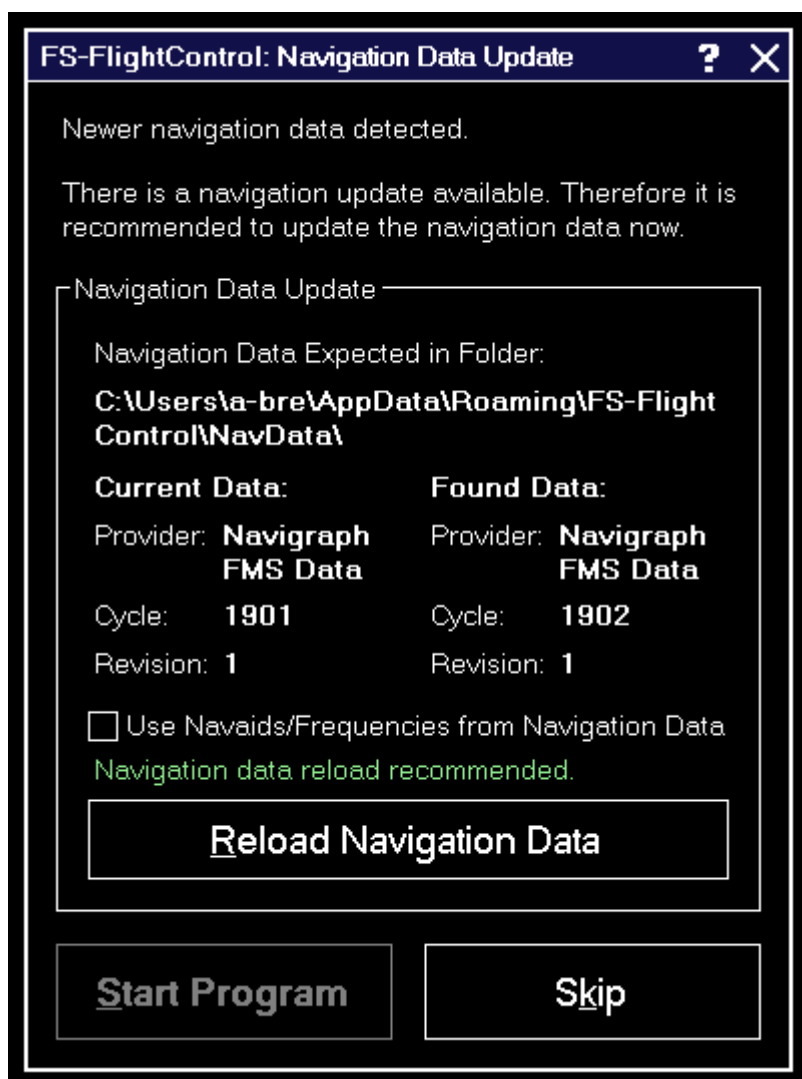 FS-FlightControl: Navigation Data Update ? X
Newer navigation data detected.
There is a navigation update available. Therefore it is
recommended to update the navigation data now.
Navigation Data Update
Navigation Data Expected in Folder:
C:\Users\a-bre\AppData\Roaming\FS-Flight
Control\NavData\
Current Data: Found Data:
Provider: Navigraph Provider: Navigraph
FMS Data FMS Data
Cycle: 1901 Cycle: 1902
Revision: 1 Revision: 1
Use Navaids/Frequencies from Navigation Data
Navigation data reload recommended.
Reload Navigation Data
Start Program Skip